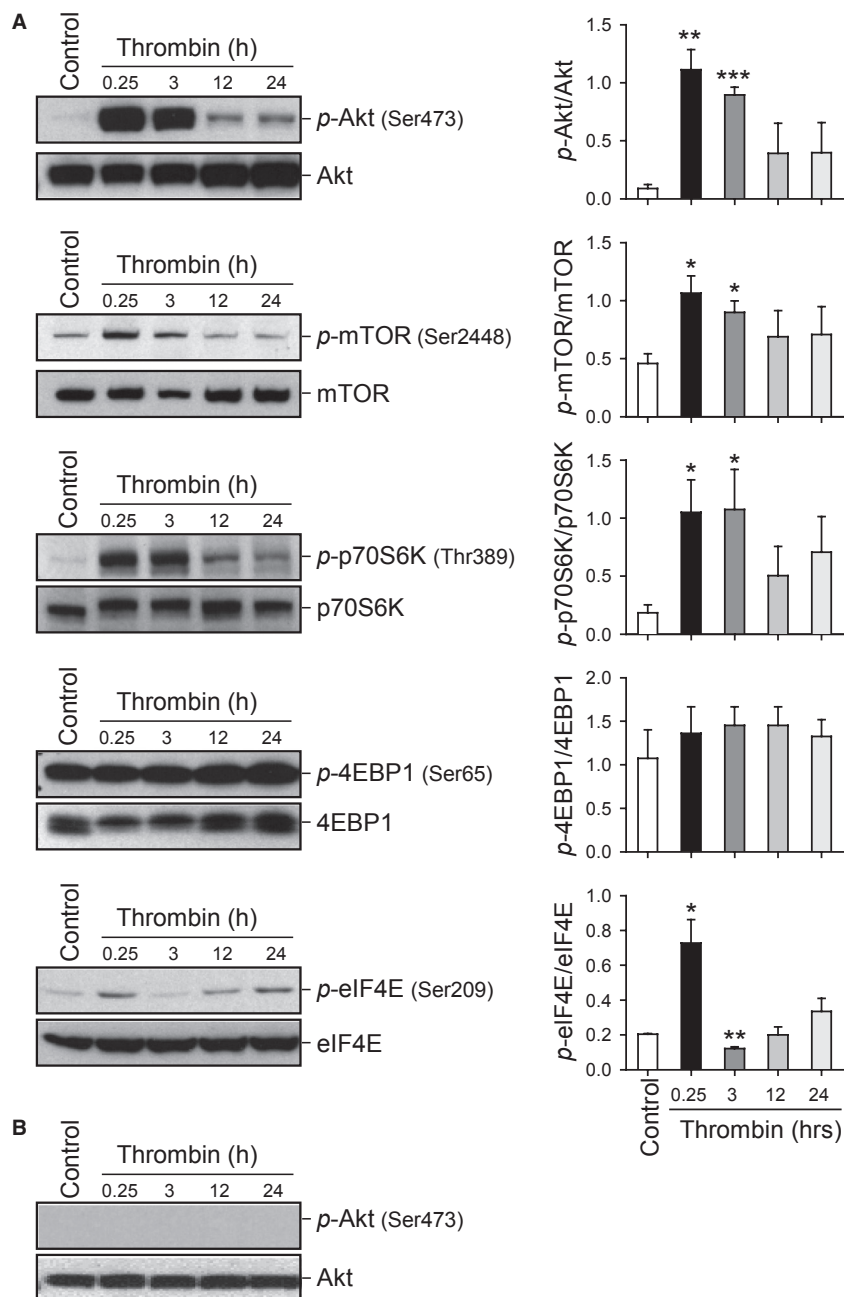 A
Control
Thrombin (h)
0.25 3 12 24
p-Akt (Ser473)
Akt
p-Akt/Akt
1.5
1.0
0.5
0.0
**
***
Control
Thrombin (h)
0.25 3 12 24
p-mTOR (Ser2448)
mTOR
p-mTOR/mTOR
1.5
1.0
0.5
0.0
*
*
Control
Thrombin (h)
0.25 3 12 24
p-p70S6K (Thr389)
p70S6K
p-p70S6K/p70S6K
1.5
1.0
0.5
0.0
*
*
Control
Thrombin (h)
0.25 3 12 24
p-4EBP1 (Ser65)
4EBP1
p-4EBP1/4EBP1
2.0
1.5
1.0
0.5
0.0
Control
Thrombin (h)
0.25 3 12 24
p-eIF4E (Ser209)
eIF4E
p-eIF4E/eIF4E
1.0
0.8
0.6
0.4
0.2
0.0
*
**
Control
0.25 3 12 24
Thrombin (hrs)
B
Control
Thrombin (h)
0.25 3 12 24
p-Akt (Ser473)
Akt